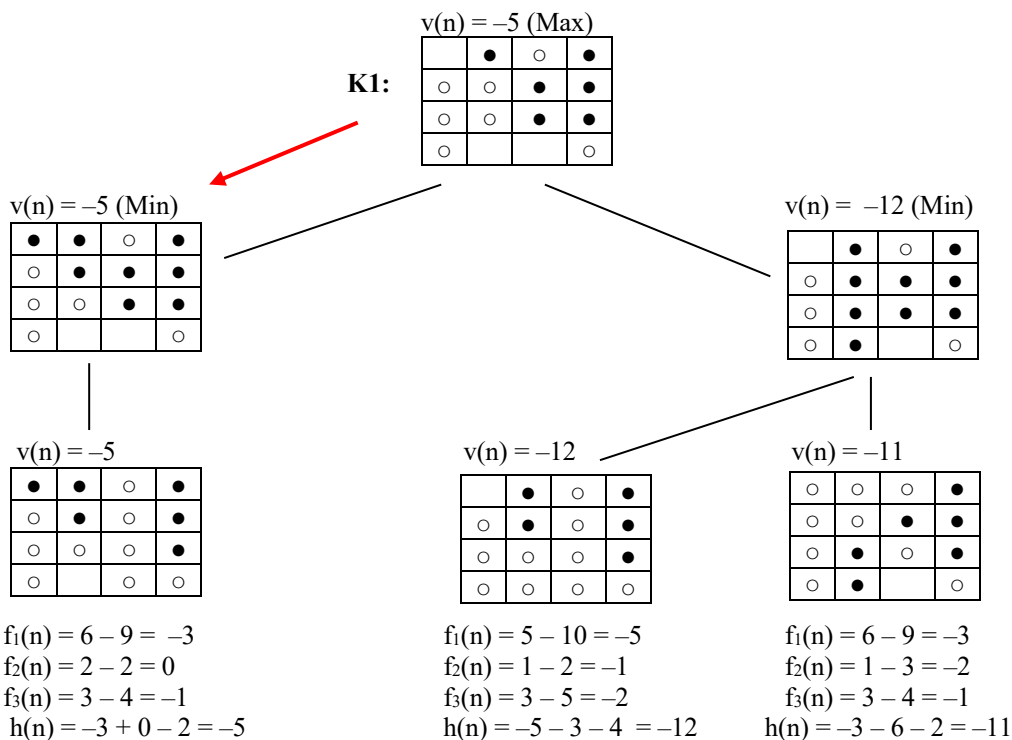 v(n) = –5 (Max)
K1:
v(n) = –5 (Min)
v(n) = –12 (Min)
v(n) = –5
v(n) = –12
v(n) = –11
f₁(n) = 6 – 9 = –3
f₂(n) = 2 – 2 = 0
f₃(n) = 3 – 4 = –1
h(n) = –3 + 0 – 2 = –5
f₁(n) = 5 – 10 = –5
f₂(n) = 1 – 2 = –1
f₃(n) = 3 – 5 = –2
h(n) = –5 – 3 – 4 = –12
f₁(n) = 6 – 9 = –3
f₂(n) = 1 – 3 = –2
f₃(n) = 3 – 4 = –1
h(n) = –3 – 6 – 2 = –11